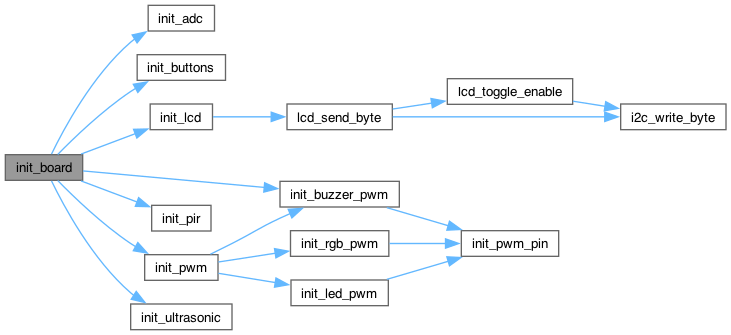 init_adc
init_buttons
lcd_toggle_enable
init_lcd
lcd_send_byte
i2c_write_byte
init_board
init_buzzer_pwm
init_pir
init_rgb_pwm
init_pwm_pin
init_pwm
init_led_pwm
init_ultrasonic